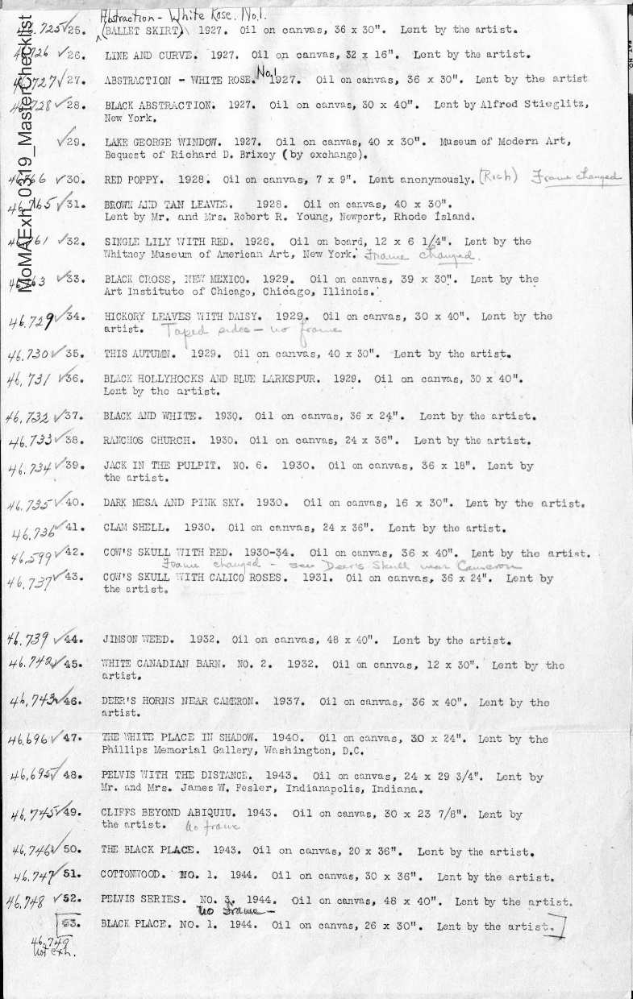 Abstraction - White Rose. No.1.
46.725 ✓ 25. (BALLET SKIRT) 1927. Oil on canvas, 36 x 30". Lent by the artist.
✓ 26. LINE AND CURVE. 1927. Oil on canvas, 32 x 16". Lent by the artist.
46.727 ✓ 27. ABSTRACTION - WHITE ROSE. No.1 1927. Oil on canvas, 36 x 30". Lent by the artist
46.728 ✓ 28. BLACK ABSTRACTION. 1927. Oil on canvas, 30 x 40". Lent by Alfred Stieglitz,
New York.
✓ 29. LAKE GEORGE WINDOW. 1927. Oil on canvas, 40 x 30". Museum of Modern Art,
Bequest of Richard D. Brixey (by exchange).
✓ 30. RED POPPY. 1928. Oil on canvas, 7 x 9". Lent anonymously. (Rich) Frame changed
✓ 31. BROWN AND TAN LEAVES. 1928. Oil on canvas, 40 x 30".
Lent by Mr. and Mrs. Robert R. Young, Newport, Rhode Island.
✓ 32. SINGLE LILY WITH RED. 1928. Oil on board, 12 x 6 1/4". Lent by the
Whitney Museum of American Art, New York. Frame changed.
✓ 33. BLACK CROSS, NEW MEXICO. 1929. Oil on canvas, 39 x 30". Lent by the
Art Institute of Chicago, Chicago, Illinois.
46.729 ✓ 34. HICKORY LEAVES WITH DAISY. 1929. Oil on canvas, 30 x 40". Lent by the
artist. Taped sides - no frame
46.730 ✓ 35. THIS AUTUMN. 1929. Oil on canvas, 40 x 30". Lent by the artist.
46.731 ✓ 36. BLACK HOLLYHOCKS AND BLUE LARKSPUR. 1929. Oil on canvas, 30 x 40".
Lent by the artist.
46.732 ✓ 37. BLACK AND WHITE. 1930. Oil on canvas, 36 x 24". Lent by the artist.
46.733 ✓ 38. RANCHOS CHURCH. 1930. Oil on canvas, 24 x 36". Lent by the artist.
46.734 ✓ 39. JACK IN THE PULPIT. NO. 6. 1930. Oil on canvas, 36 x 18". Lent by
the artist.
46.735 ✓ 40. DARK MESA AND PINK SKY. 1930. Oil on canvas, 16 x 30". Lent by the artist.
46.736 ✓ 41. CLAM SHELL. 1930. Oil on canvas, 24 x 36". Lent by the artist.
46.599 ✓ 42. COW'S SKULL WITH RED. 1930-34. Oil on canvas, 36 x 40". Lent by the artist.
Frame changed - see Deer's Skull near Cameron
46.737 ✓ 43. COW'S SKULL WITH CALICO ROSES. 1931. Oil on canvas, 36 x 24". Lent by
the artist.
46.739 ✓ 44. JIMSON WEED. 1932. Oil on canvas, 48 x 40". Lent by the artist.
46.742 ✓ 45. WHITE CANADIAN BARN. NO. 2. 1932. Oil on canvas, 12 x 30". Lent by the
artist.
46.743 ✓ 46. DEER'S HORNS NEAR CAMERON. 1937. Oil on canvas, 36 x 40". Lent by the
artist.
46.696 ✓ 47. THE WHITE PLACE IN SHADOW. 1940. Oil on canvas, 30 x 24". Lent by the
Phillips Memorial Gallery, Washington, D.C.
46.695 ✓ 48. PELVIS WITH THE DISTANCE. 1943. Oil on canvas, 24 x 29 3/4". Lent by
Mr. and Mrs. James W. Fesler, Indianapolis, Indiana.
46.745 ✓ 49. CLIFFS BEYOND ABIQUIU. 1943. Oil on canvas, 30 x 23 7/8". Lent by
the artist. No frame
46.746 ✓ 50. THE BLACK PLACE. 1943. Oil on canvas, 20 x 36". Lent by the artist.
46.747 ✓ 51. COTTONWOOD. NO. 1. 1944. Oil on canvas, 30 x 36". Lent by the artist.
46.748 ✓ 52. PELVIS SERIES. NO. 3. 1944. Oil on canvas, 48 x 40". Lent by the artist.
No Frame -
[53. BLACK PLACE. NO. 1. 1944. Oil on canvas, 26 x 30". Lent by the artist.]
46.749
not exh.
MoMAExh_0319_MasterChecklist